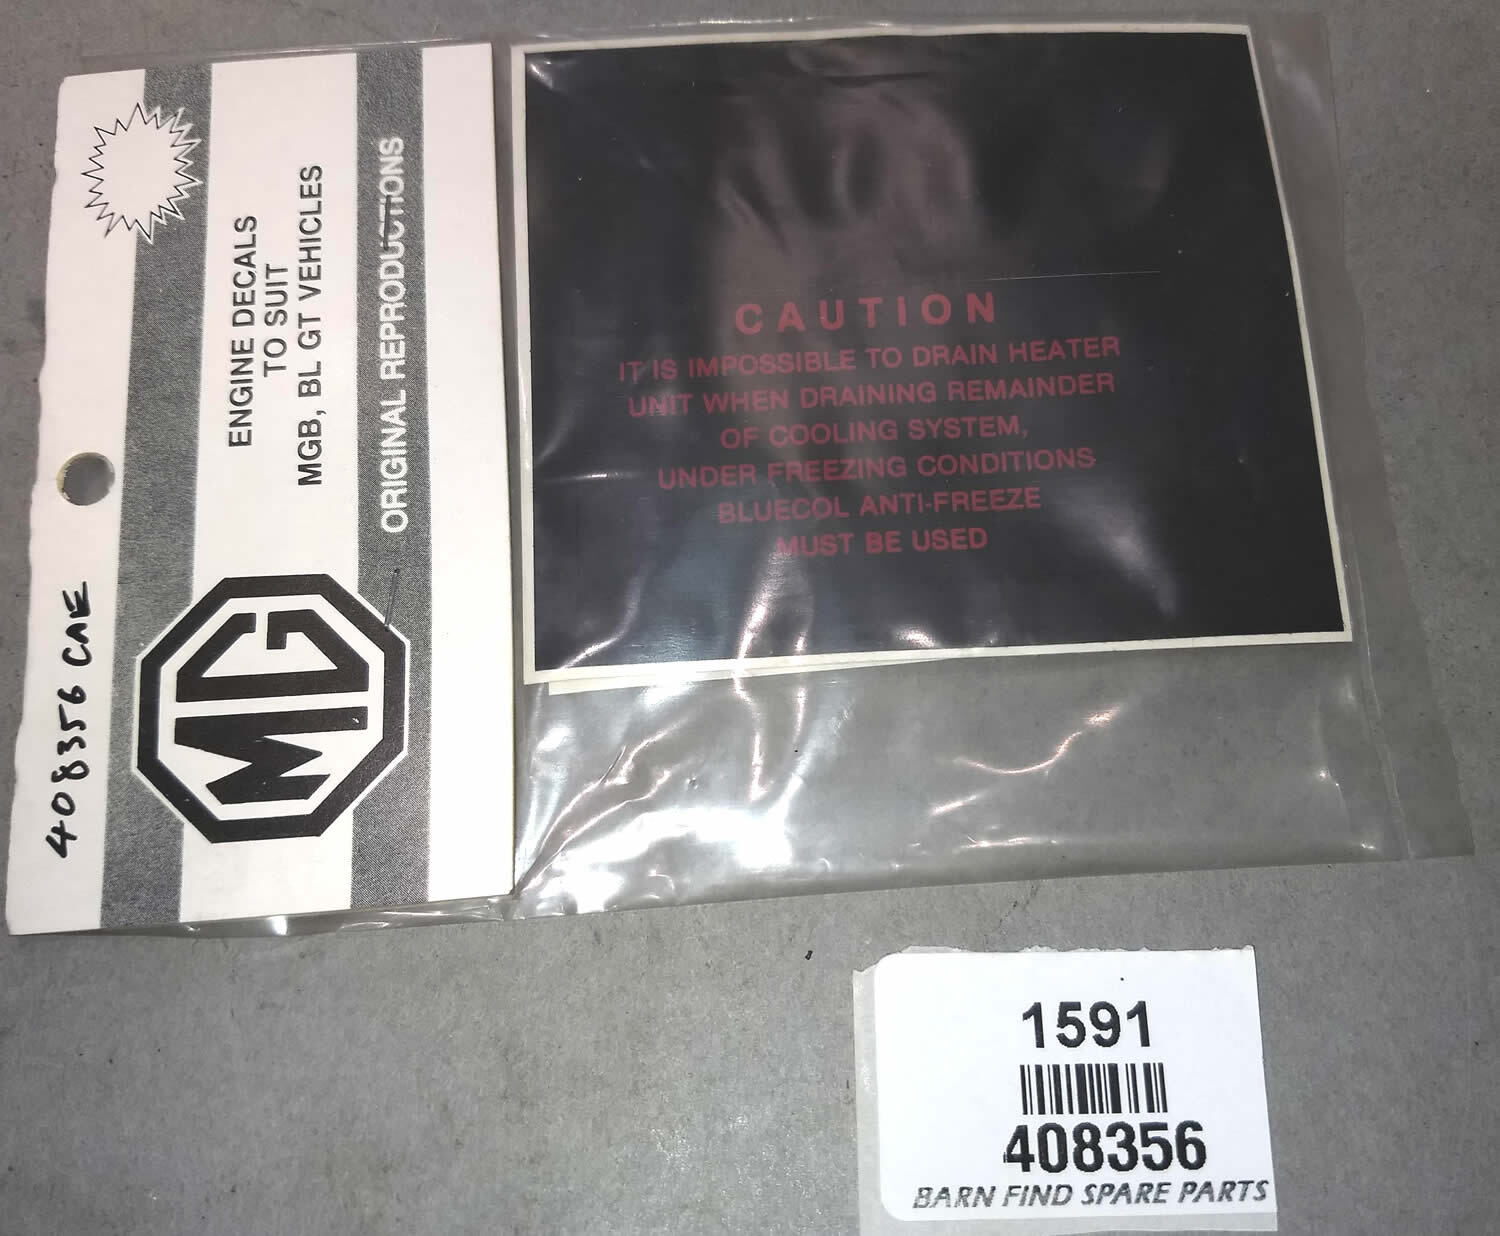 408356 CAE
ENGINE DECALS
TO SUIT
MGB, BL GT VEHICLES
ORIGINAL REPRODUCTIONS
MG
CAUTION
IT IS IMPOSSIBLE TO DRAIN HEATER
UNIT WHEN DRAINING REMAINDER
OF COOLING SYSTEM,
UNDER FREEZING CONDITIONS
BLUECOL ANTI-FREEZE
MUST BE USED
1591
408356
BARN FIND SPARE PARTS